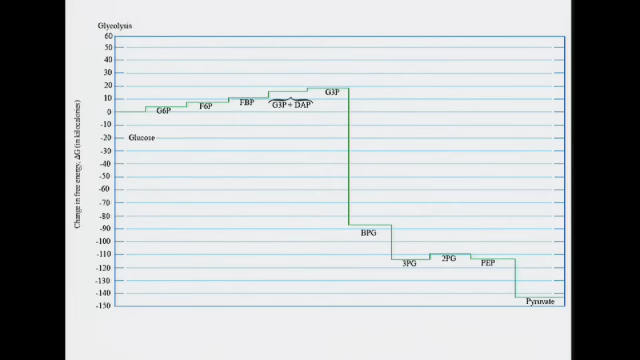 Glycolysis
Change in free energy, ΔG (in kilocalories)
60
50
40
30
20
10
0
-10
-20
-30
-40
-50
-60
-70
-80
-90
-100
-110
-120
-130
-140
-150
Glucose
G6P
F6P
FBP
G3P + DAP
G3P
BPG
3PG
2PG
PEP
Pyruvate